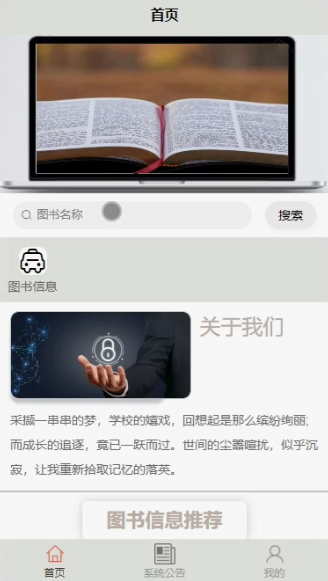 首页
图书名称
搜索
图书信息
关于我们
采撷一串串的梦，学校的嬉戏，回想起是那么缤纷绚丽;
而成长的追逐，竟已一跃而过。世间的尘嚣喧扰，似乎沉
寂，让我重新拾取记忆的落英。
图书信息推荐
首页
系统公告
我的